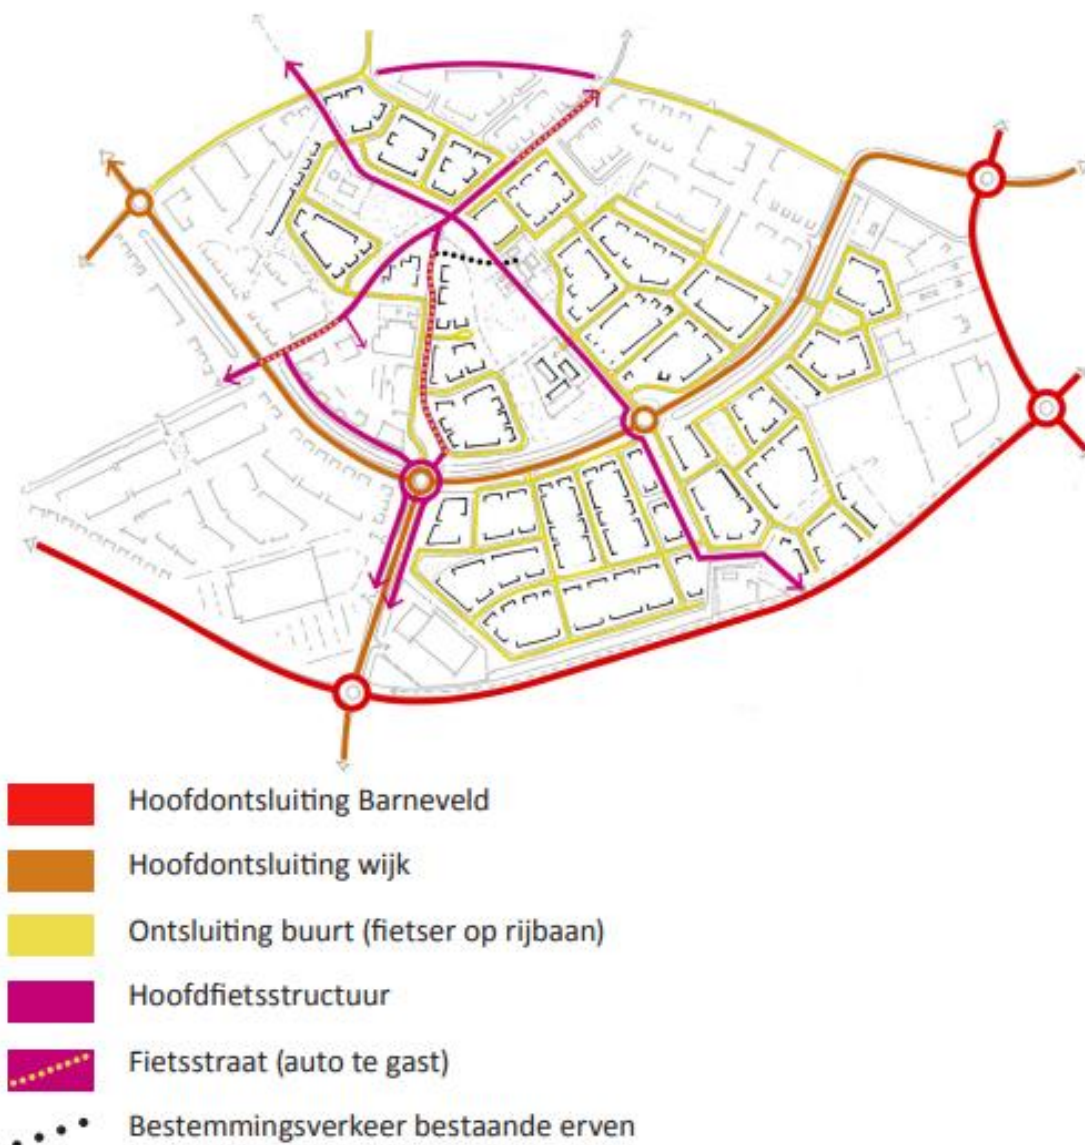 Hoofdontsluiting Barneveld
Hoofdontsluiting wijk
Ontsluiting buurt (fietser op rijbaan)
Hoofdfietsstructuur
Fietsstraat (auto te gast)
Bestemmingsverkeer bestaande erven